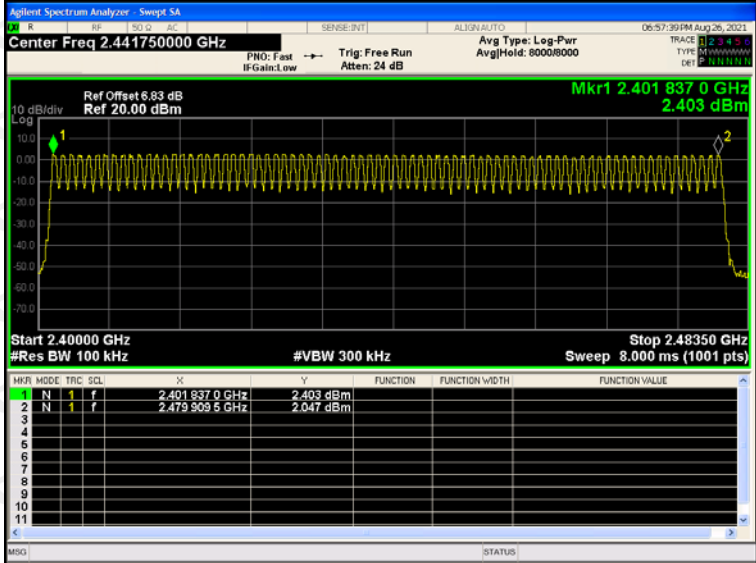 Agilent Spectrum Analyzer - Swept SA
R RF 50 Ω AC SENSE:INT ALIGN AUTO 06:57:39 PM Aug 26, 2021
Center Freq 2.441750000 GHz Avg Type: Log-Pwr TRACE 1 2 3 4 5 6
PNO: Fast Trig: Free Run Avg|Hold: 8000/8000 TYPE M
IFGain:Low Atten: 24 dB DET P N N N N N
Mkr1 2.401 837 0 GHz
Ref Offset 6.83 dB
10 dB/div Ref 20.00 dBm 2.403 dBm
Log
10.0
0.00
-10.0
-20.0
-30.0
-40.0
-50.0
-60.0
-70.0
1
2
Start 2.40000 GHz Stop 2.48350 GHz
#Res BW 100 kHz #VBW 300 kHz Sweep 8.000 ms (1001 pts)
MKR MODE TRC SCL X Y FUNCTION FUNCTION WIDTH FUNCTION VALUE
1 N 1 f 2.401 837 0 GHz 2.403 dBm
2 N 1 f 2.479 909 5 GHz 2.047 dBm
3
4
5
6
7
8
9
10
11
MSG STATUS